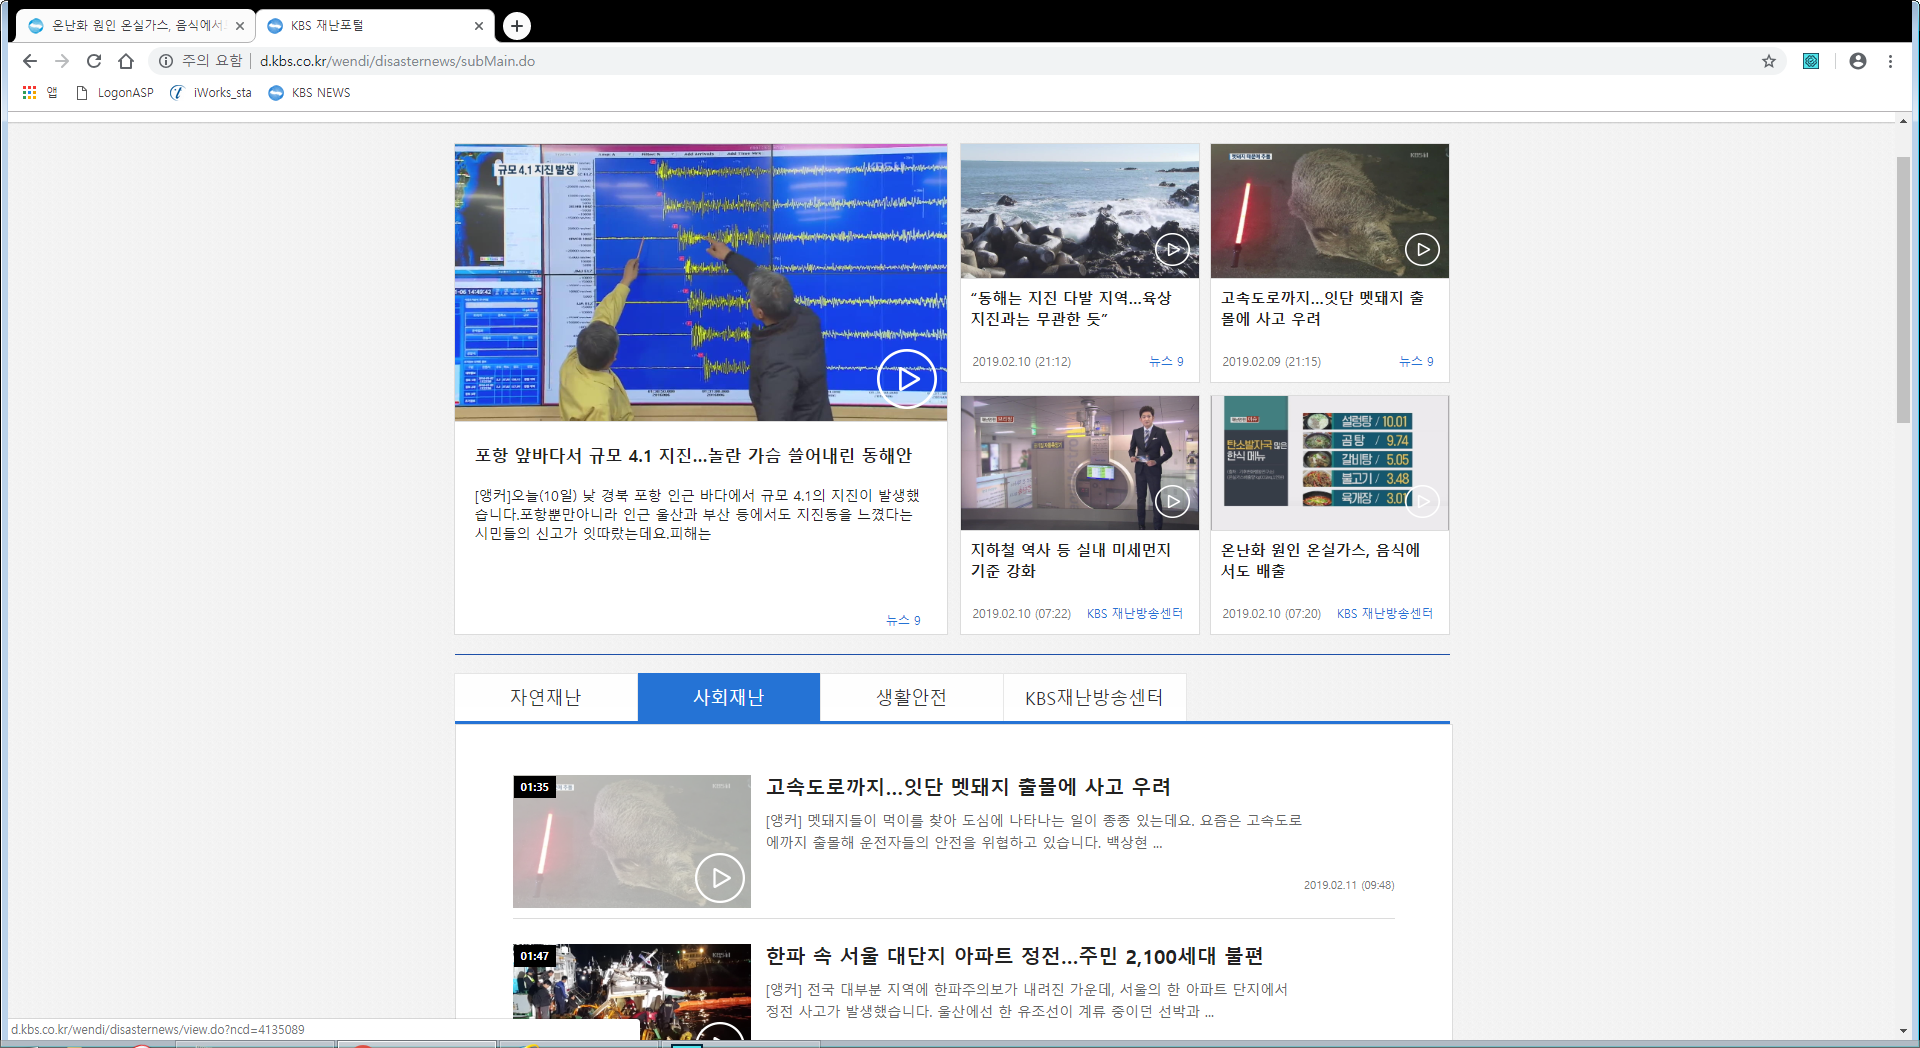 온난화 원인 온실가스, 음식에서
KBS 재난포털
주의 요함
d.kbs.co.kr/wendi/disasternews/subMain.do
앱
LogonASP
iWorks_sta
KBS NEWS
규모 4.1 지진 발생
포항 앞바다서 규모 4.1 지진…놀란 가슴 쓸어내린 동해안
[앵커]오늘(10일) 낮 경북 포항 인근 바다에서 규모 4.1의 지진이 발생했
습니다.포항뿐만아니라 인근 울산과 부산 등에서도 지진동을 느꼈다는
시민들의 신고가 잇따랐는데요.피해는
뉴스 9
“동해는 지진 다발 지역…육상
지진과는 무관한 듯”
2019.02.10 (21:12)
뉴스 9
고속도로까지…잇단 멧돼지 출
몰에 사고 우려
2019.02.09 (21:15)
뉴스 9
지하철 역사 등 실내 미세먼지
기준 강화
2019.02.10 (07:22)
KBS 재난방송센터
탄소발자국 많은
한식 메뉴
설렁탕 / 10.01
곰탕 / 9.74
갈비탕 / 5.05
불고기 / 3.48
육개장 / 3.01
온난화 원인 온실가스, 음식에
서도 배출
2019.02.10 (07:20)
KBS 재난방송센터
자연재난
사회재난
생활안전
KBS재난방송센터
01:35
고속도로까지…잇단 멧돼지 출몰에 사고 우려
[앵커] 멧돼지들이 먹이를 찾아 도심에 나타나는 일이 종종 있는데요. 요즘은 고속도로
에까지 출몰해 운전자들의 안전을 위협하고 있습니다. 백상현 ...
2019.02.11 (09:48)
01:47
한파 속 서울 대단지 아파트 정전…주민 2,100세대 불편
[앵커] 전국 대부분 지역에 한파주의보가 내려진 가운데, 서울의 한 아파트 단지에서
정전 사고가 발생했습니다. 울산에선 한 유조선이 계류 중이던 선박과 ...
d.kbs.co.kr/wendi/disasternews/view.do?ncd=4135089